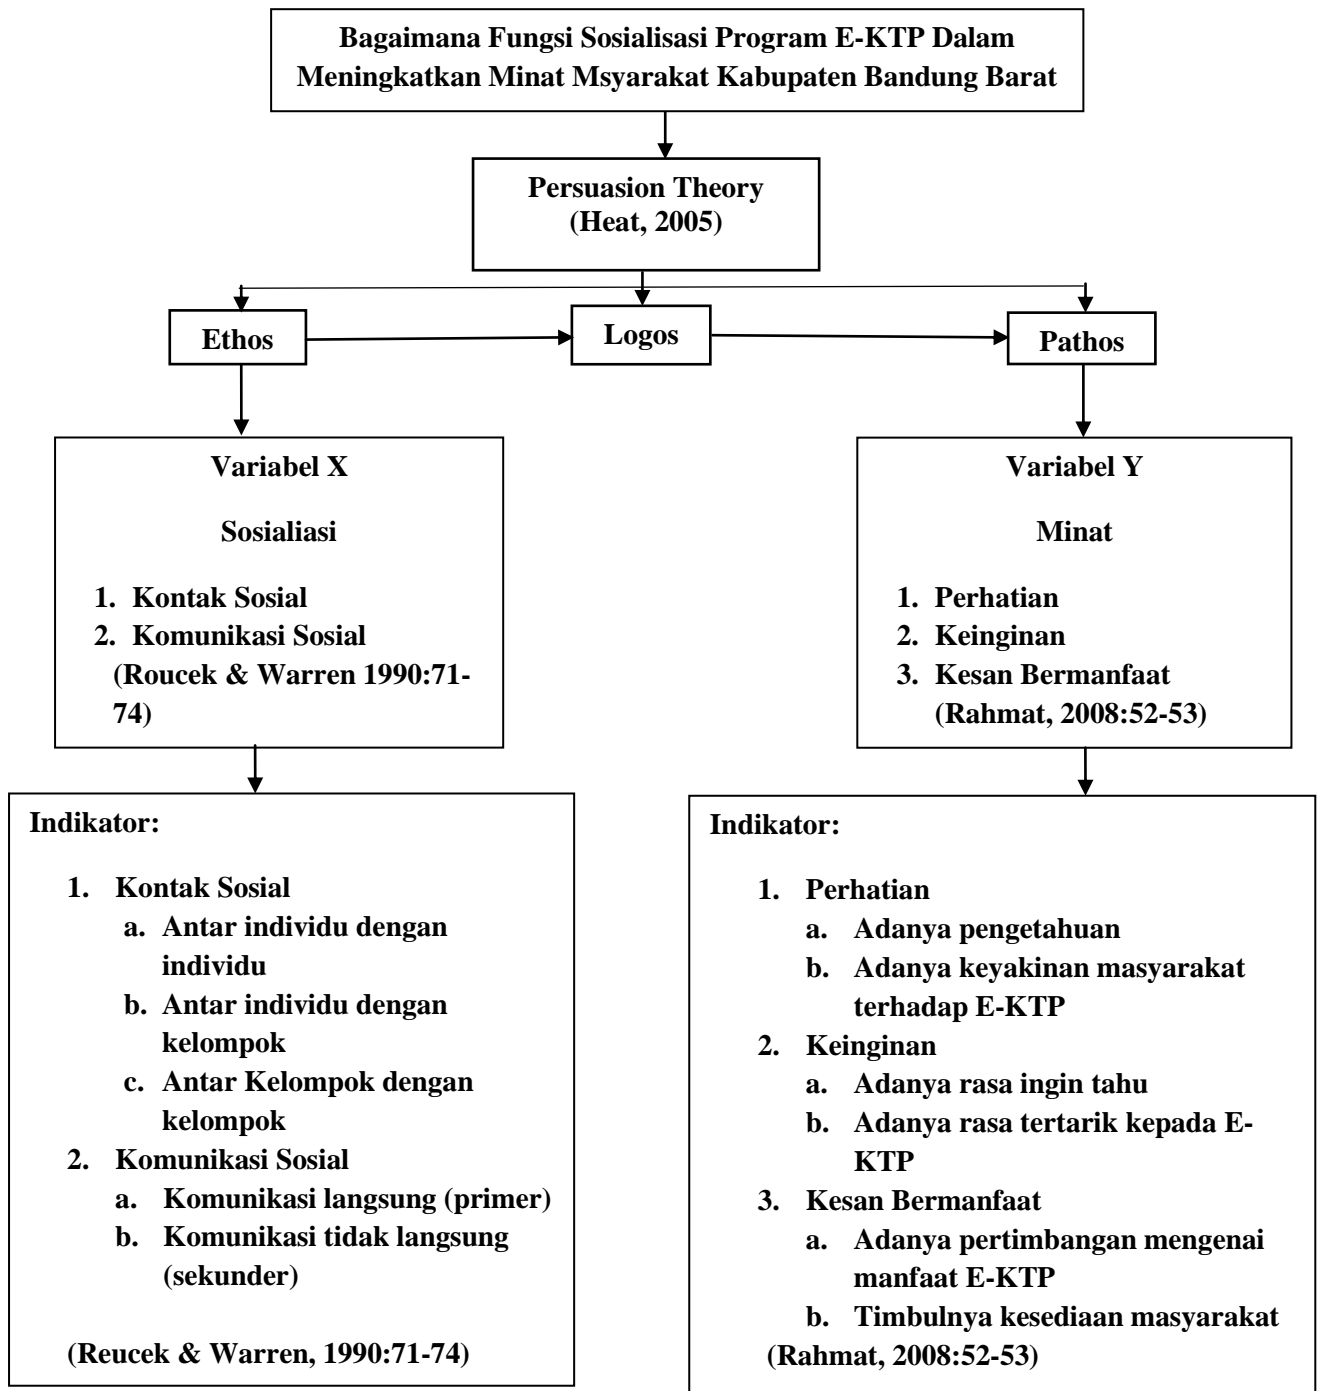 Bagaimana Fungsi Sosialisasi Program E-KTP Dalam
Meningkatkan Minat Msyarakat Kabupaten Bandung Barat
Persuasion Theory
(Heat, 2005)
Ethos
Logos
Pathos
Variabel X
Sosialiasi
1. Kontak Sosial
2. Komunikasi Sosial
(Roucek & Warren 1990:71-
74)
Variabel Y
Minat
1. Perhatian
2. Keinginan
3. Kesan Bermanfaat
(Rahmat, 2008:52-53)
Indikator:
1. Kontak Sosial
a. Antar individu dengan
individu
b. Antar individu dengan
kelompok
c. Antar Kelompok dengan
kelompok
2. Komunikasi Sosial
a. Komunikasi langsung (primer)
b. Komunikasi tidak langsung
(sekunder)
(Reucek & Warren, 1990:71-74)
Indikator:
1. Perhatian
a. Adanya pengetahuan
b. Adanya keyakinan masyarakat
terhadap E-KTP
2. Keinginan
a. Adanya rasa ingin tahu
b. Adanya rasa tertarik kepada E-
KTP
3. Kesan Bermanfaat
a. Adanya pertimbangan mengenai
manfaat E-KTP
b. Timbulnya kesediaan masyarakat
(Rahmat, 2008:52-53)